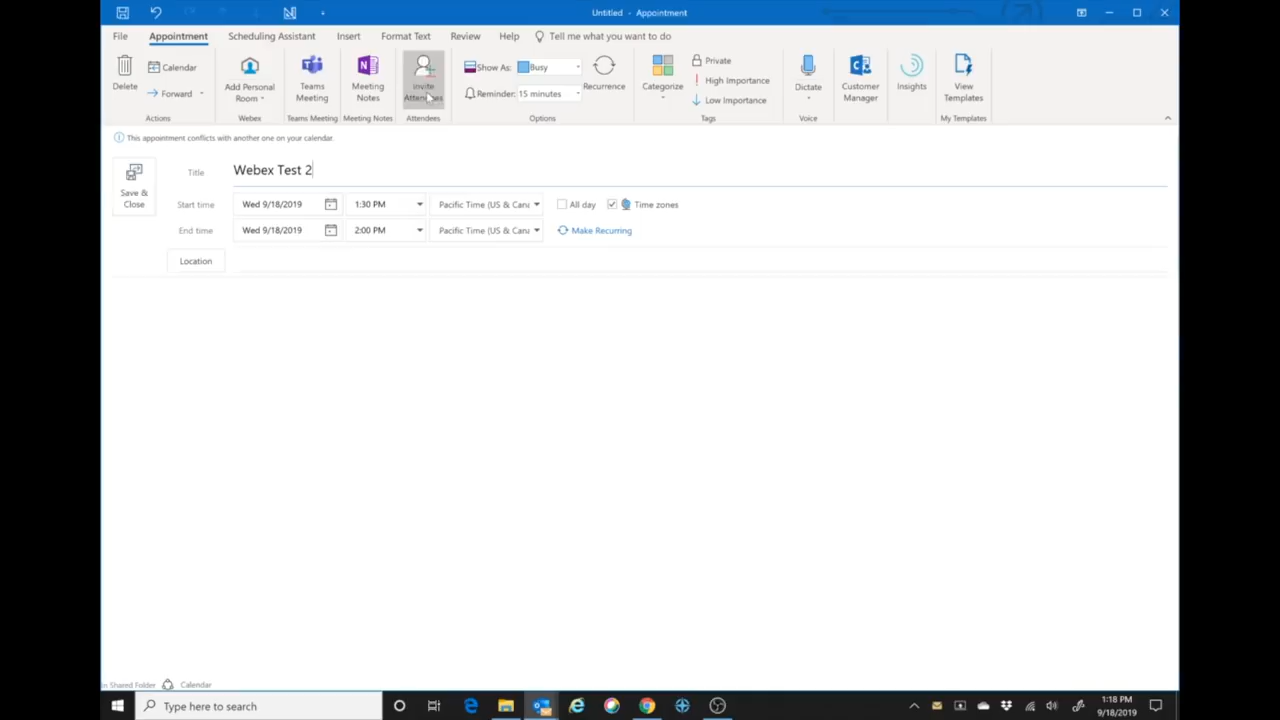 Untitled - Appointment
File Appointment Scheduling Assistant Insert Format Text Review Help Tell me what you want to do
Delete
Calendar
Forward
Actions
Add Personal
Room
Webex
Teams
Meeting
Teams Meeting
Meeting
Notes
Meeting Notes
Invite
Attendees
Attendees
Show As: Busy
Reminder: 15 minutes
Recurrence
Options
Categorize
Private
High Importance
Low Importance
Tags
Dictate
Voice
Customer
Manager
Insights
View
Templates
My Templates
This appointment conflicts with another one on your calendar.
Save &
Close
Title Webex Test 2
Start time Wed 9/18/2019 1:30 PM Pacific Time (US & Cana All day Time zones
End time Wed 9/18/2019 2:00 PM Pacific Time (US & Cana Make Recurring
Location
In Shared Folder Calendar
Type here to search
1:18 PM
9/18/2019